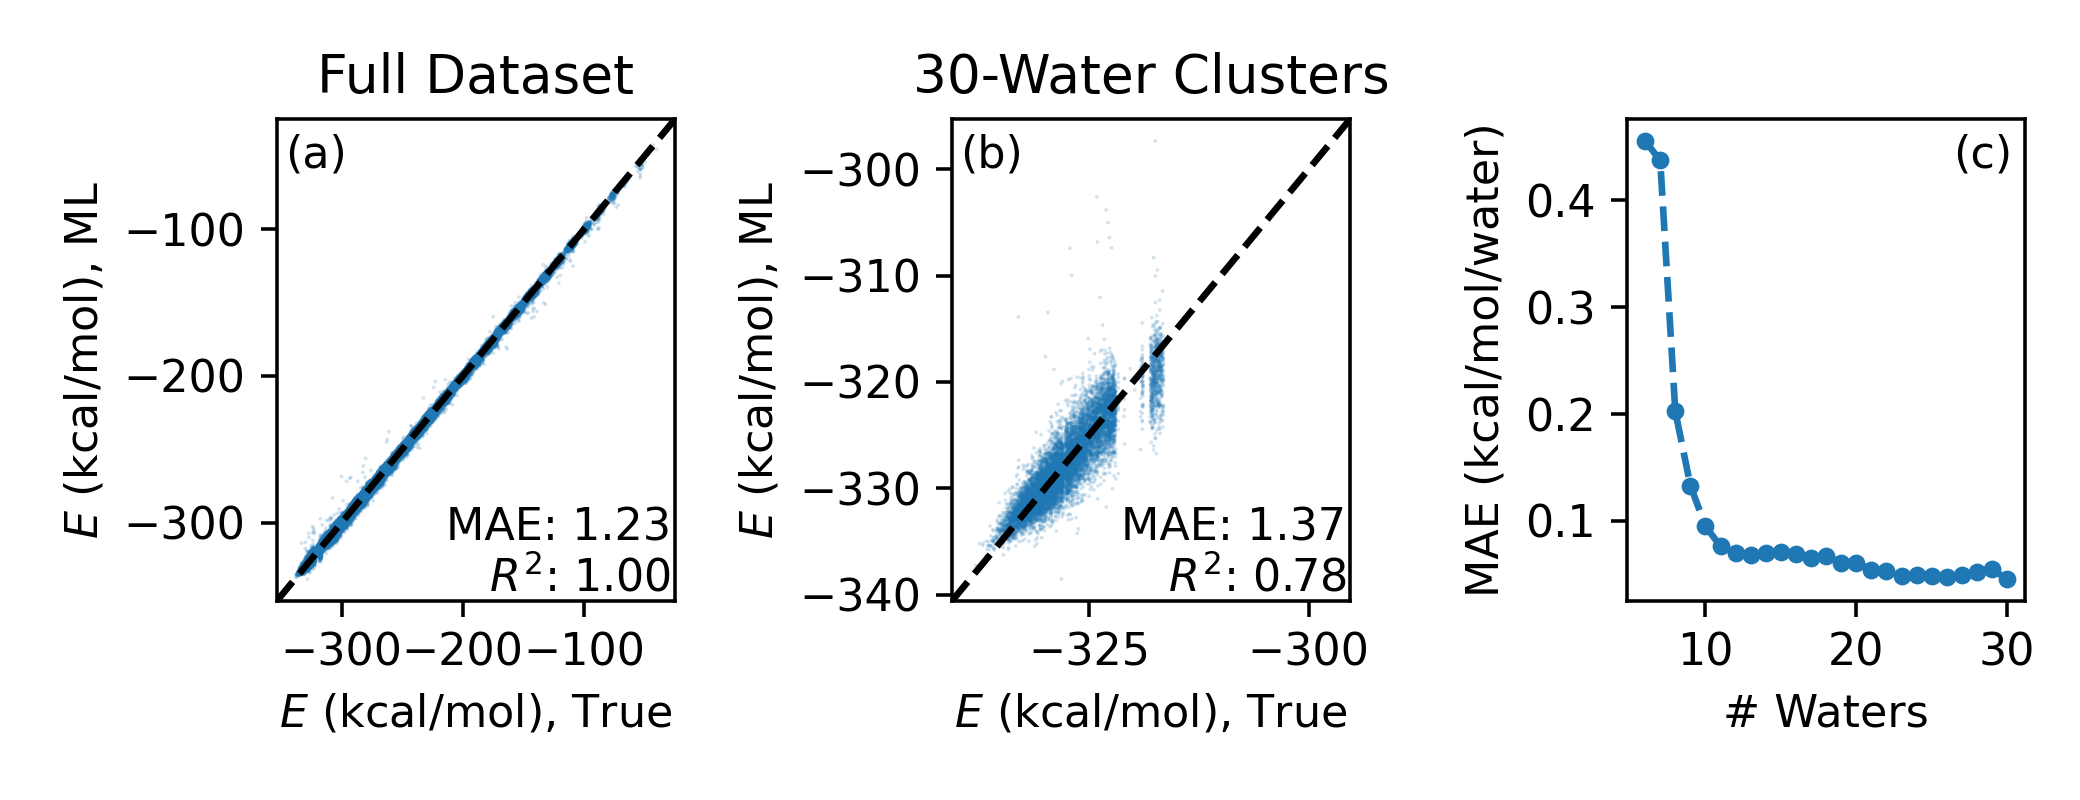 Full Dataset
(a)
E (kcal/mol), ML
−100
−200
−300
MAE: 1.23
R²: 1.00
−300 −200 −100
E (kcal/mol), True
30-Water Clusters
(b)
E (kcal/mol), ML
−300
−310
−320
−330
−340
MAE: 1.37
R²: 0.78
−325 −300
E (kcal/mol), True
(c)
MAE (kcal/mol/water)
0.4
0.3
0.2
0.1
10 20 30
# Waters